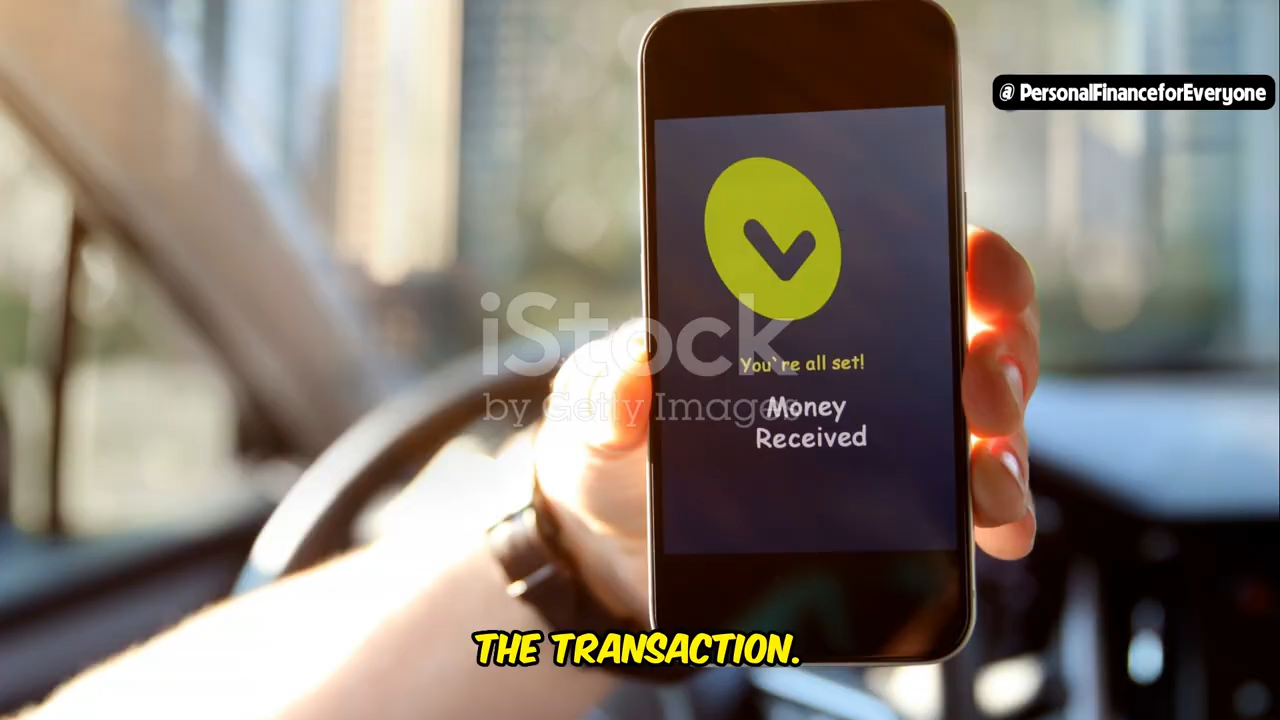 @ PersonalFinanceforEveryone
iStock
by Getty Images
You`re all set!
Money
Received
THE TRANSACTION.